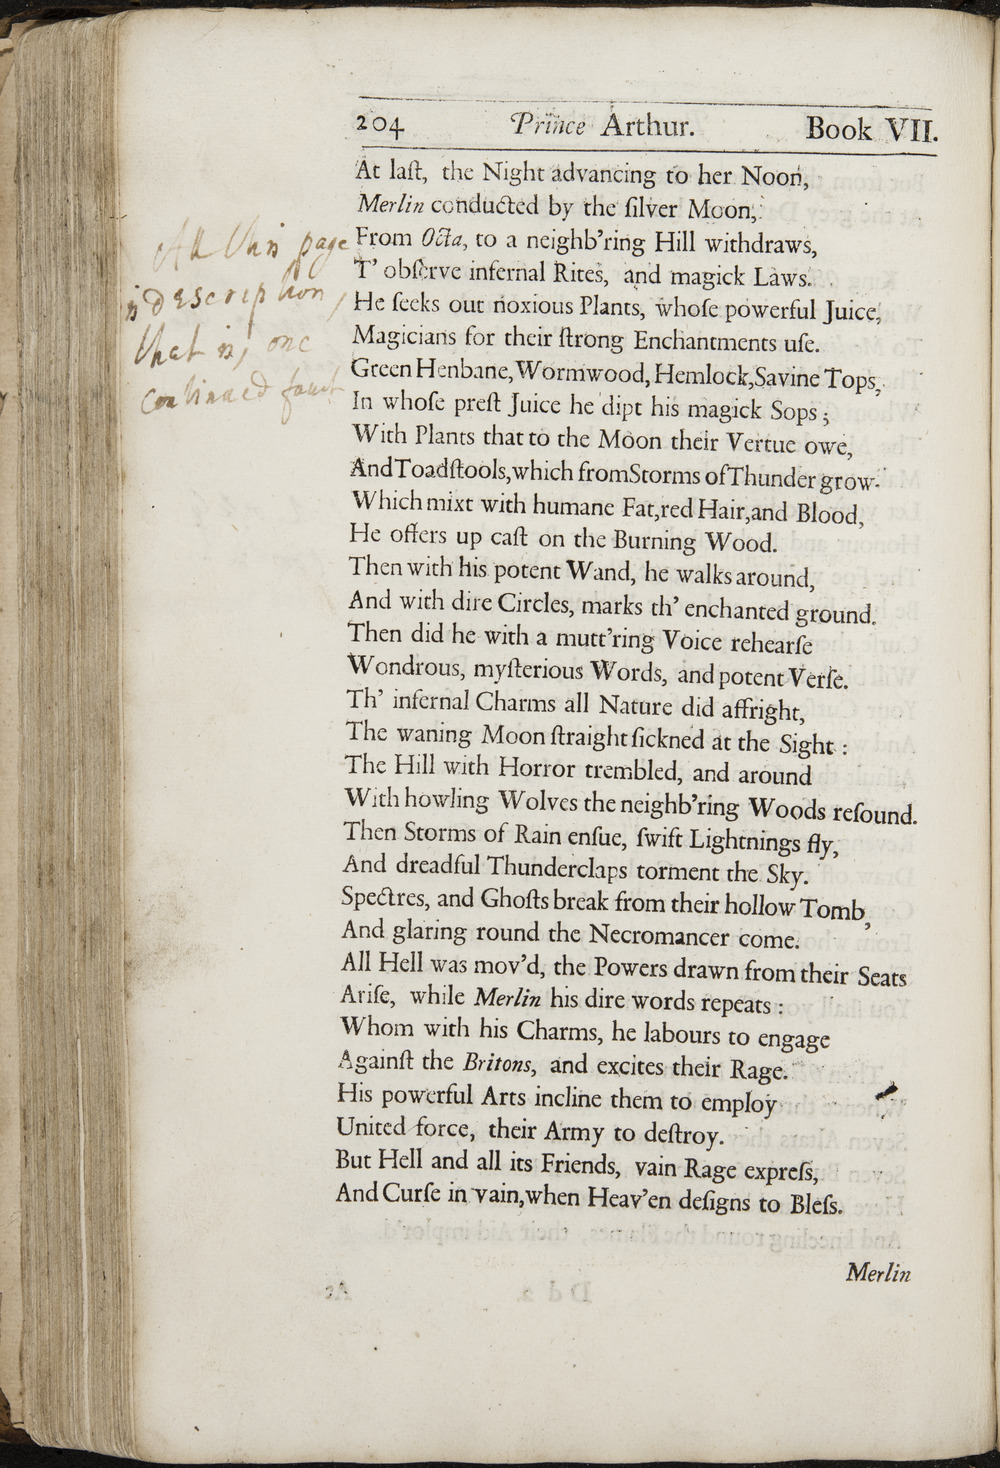 204 Prince Arthur. Book VII.
At laſt, the Night advancing to her Noon,
Merlin conducted by the ſilver Moon,
From Octa, to a neighb'ring Hill withdraws,
T' obſerve infernal Rites, and magick Laws.
He ſeeks out noxious Plants, whoſe powerful Juice,
Magicians for their ſtrong Enchantments uſe.
Green Henbane, Wormwood, Hemlock, Savine Tops,
In whoſe preſt Juice he dipt his magick Sops;
With Plants that to the Moon their Vertue owe,
And Toadſtools, which from Storms of Thunder grow.
Which mixt with humane Fat, red Hair, and Blood,
He offers up caſt on the Burning Wood.
Then with his potent Wand, he walks around,
And with dire Circles, marks th' enchanted ground.
Then did he with a mutt'ring Voice rehearſe
Wondrous, myſterious Words, and potent Verſe.
Th' infernal Charms all Nature did affright,
The waning Moon ſtraight ſickned at the Sight :
The Hill with Horror trembled, and around
With howling Wolves the neighb'ring Woods reſound.
Then Storms of Rain enſue, ſwift Lightnings fly,
And dreadful Thunderclaps torment the Sky.
Spectres, and Ghoſts break from their hollow Tomb,
And glaring round the Necromancer come.
All Hell was mov'd, the Powers drawn from their Seats
Ariſe, while Merlin his dire words repeats :
Whom with his Charms, he labours to engage
Againſt the Britons, and excites their Rage.
His powerful Arts incline them to employ
United force, their Army to deſtroy.
But Hell and all its Friends, vain Rage expreſs,
And Curſe in vain, when Heav'en deſigns to Bleſs.
Merlin
All this page
is description,
that is, one
continued fault